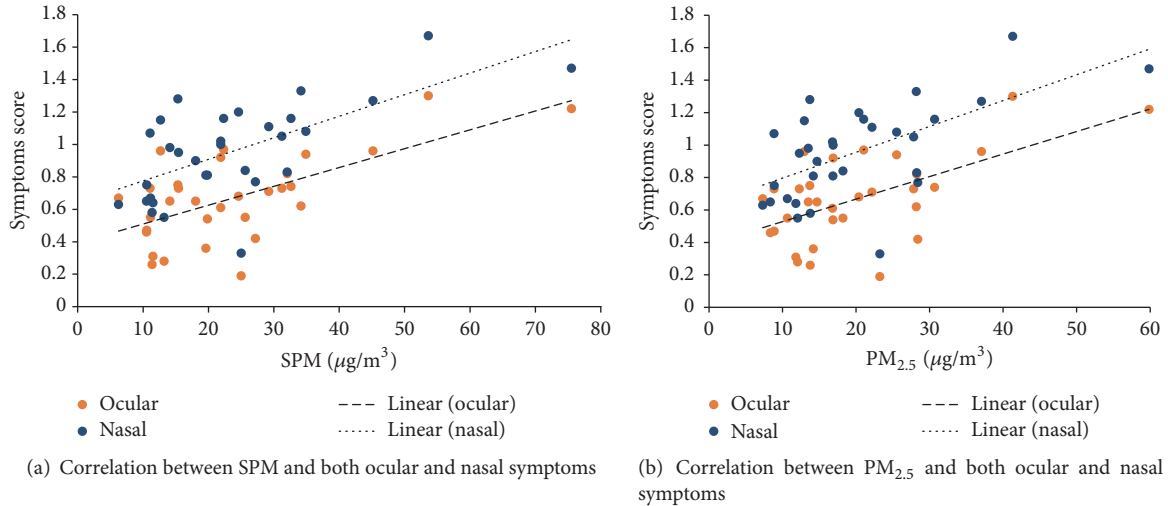 Symptoms score
1.8
1.6
1.4
1.2
1
0.8
0.6
0.4
0.2
0
0 10 20 30 40 50 60 70 80
SPM (μg/m³)
Ocular
Nasal
Linear (ocular)
Linear (nasal)
(a) Correlation between SPM and both ocular and nasal symptoms
Symptoms score
1.8
1.6
1.4
1.2
1
0.8
0.6
0.4
0.2
0
0 10 20 30 40 50 60
PM₂.₅ (μg/m³)
Ocular
Nasal
Linear (ocular)
Linear (nasal)
(b) Correlation between PM₂.₅ and both ocular and nasal
symptoms